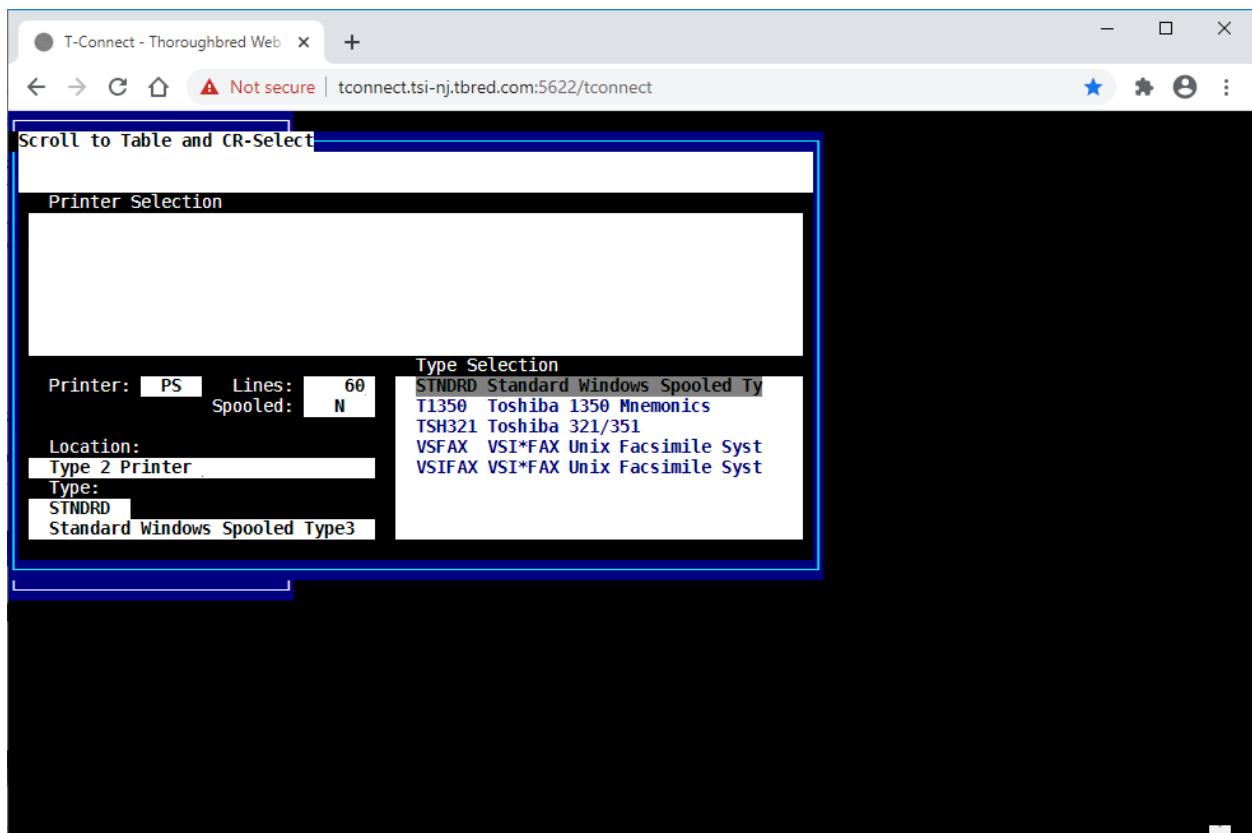 T-Connect - Thoroughbred Web
Not secure | tconnect.tsi-nj.tbred.com:5622/tconnect
Scroll to Table and CR-Select
Printer Selection
Type Selection
Printer: PS Lines: 60
STNDRD Standard Windows Spooled Ty
Spooled: N
T1350 Toshiba 1350 Mnemonics
TSH321 Toshiba 321/351
Location:
VSFAX VSI*FAX Unix Facsimile Syst
Type 2 Printer
VSIFAX VSI*FAX Unix Facsimile Syst
Type:
STNDRD
Standard Windows Spooled Type3